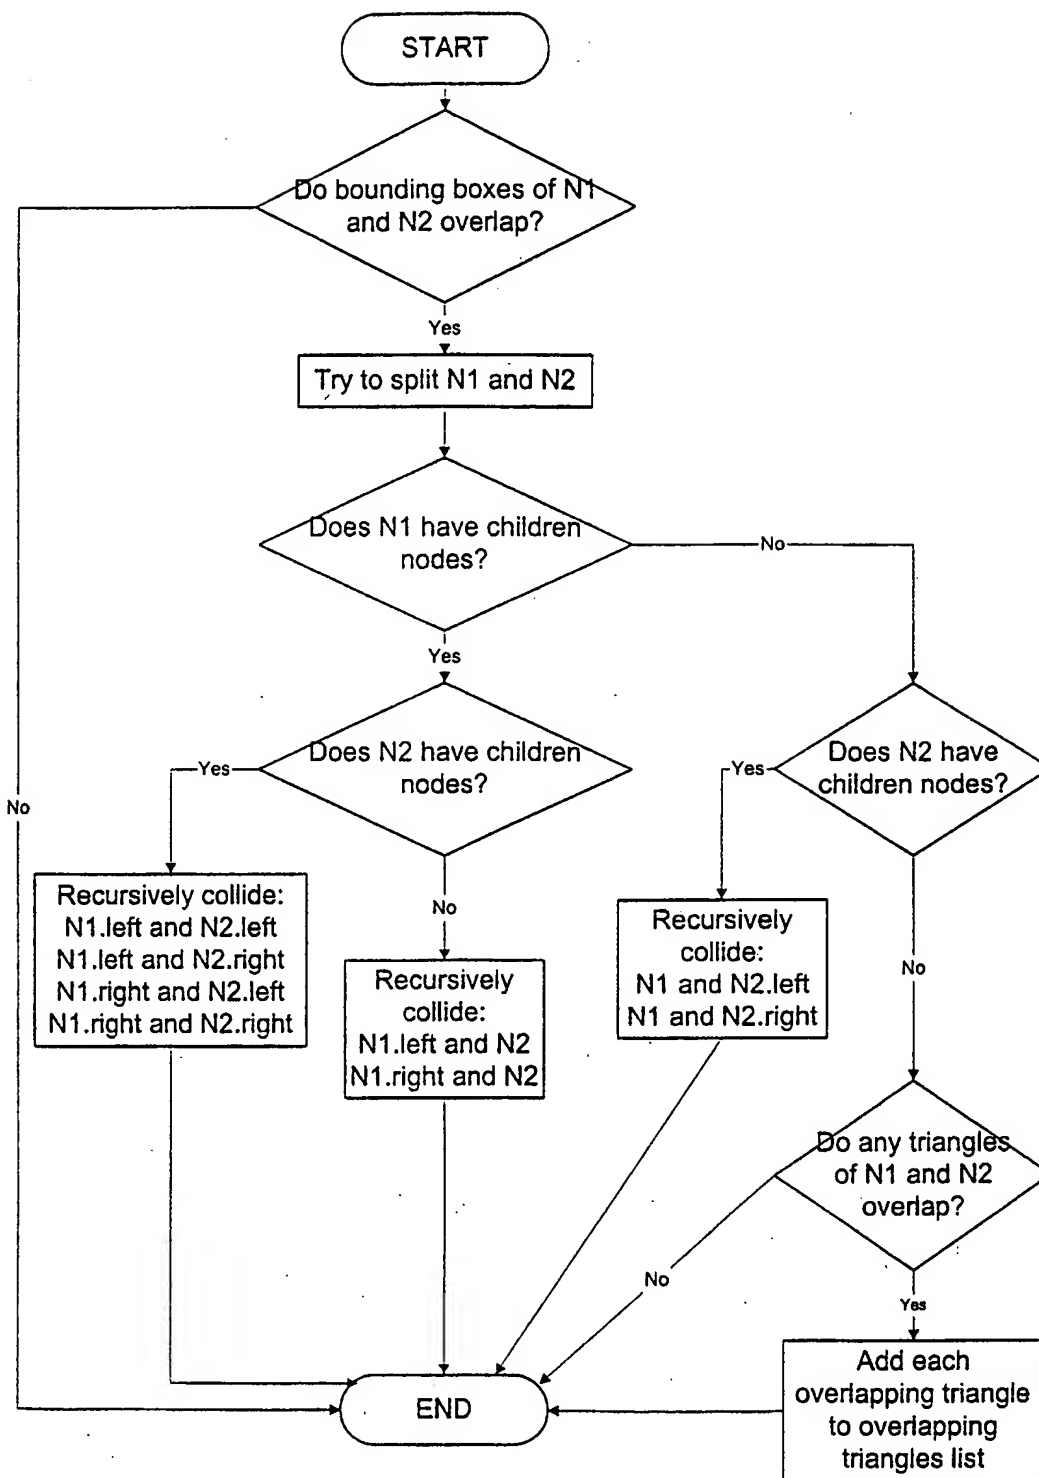 START
Do bounding boxes of N1
and N2 overlap?
Yes
Try to split N1 and N2
Does N1 have children
nodes?
No
Yes
Does N2 have children
nodes?
Yes
No
Does N2 have
children nodes?
Yes
No
No
Recursively collide:
N1.left and N2.left
N1.left and N2.right
N1.right and N2.left
N1.right and N2.right
Recursively
collide:
N1.left and N2
N1.right and N2
Recursively
collide:
N1 and N2.left
N1 and N2.right
Do any triangles
of N1 and N2
overlap?
No
Yes
Add each
overlapping triangle
to overlapping
triangles list
END